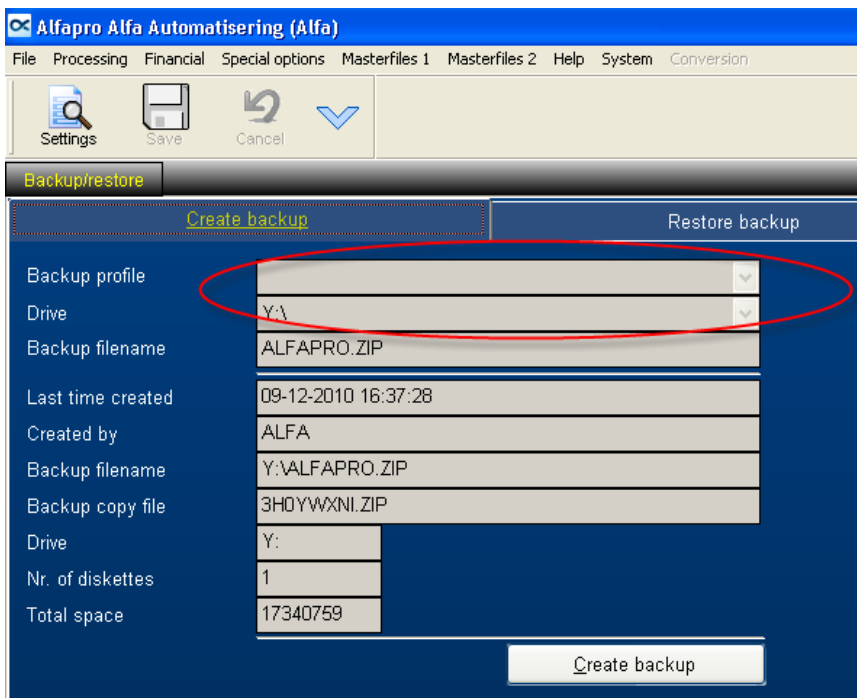 Alfapro Alfa Automatisering (Alfa)
File Processing Financial Special options Masterfiles 1 Masterfiles 2 Help System Conversion
Settings Save Cancel
Backup/restore
Create backup Restore backup
Backup profile
Drive Y:\
Backup filename ALFAPRO.ZIP
Last time created 09-12-2010 16:37:28
Created by ALFA
Backup filename Y:\ALFAPRO.ZIP
Backup copy file 3H0YWXNI.ZIP
Drive Y:
Nr. of diskettes 1
Total space 17340759
Create backup